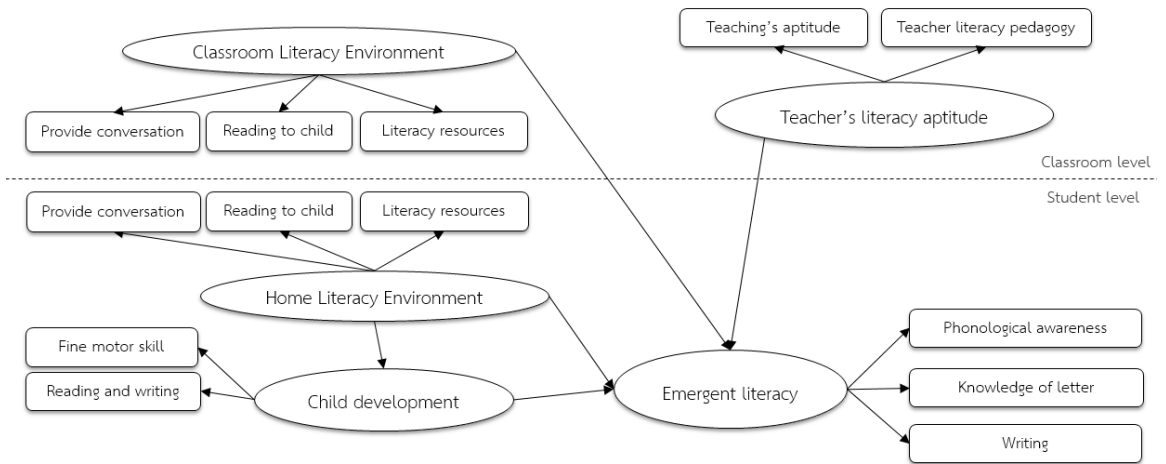 Teaching's aptitude
Teacher literacy pedagogy
Classroom Literacy Environment
Teacher's literacy aptitude
Provide conversation
Reading to child
Literacy resources
Classroom level
Student level
Provide conversation
Reading to child
Literacy resources
Home Literacy Environment
Phonological awareness
Fine motor skill
Reading and writing
Child development
Emergent literacy
Knowledge of letter
Writing